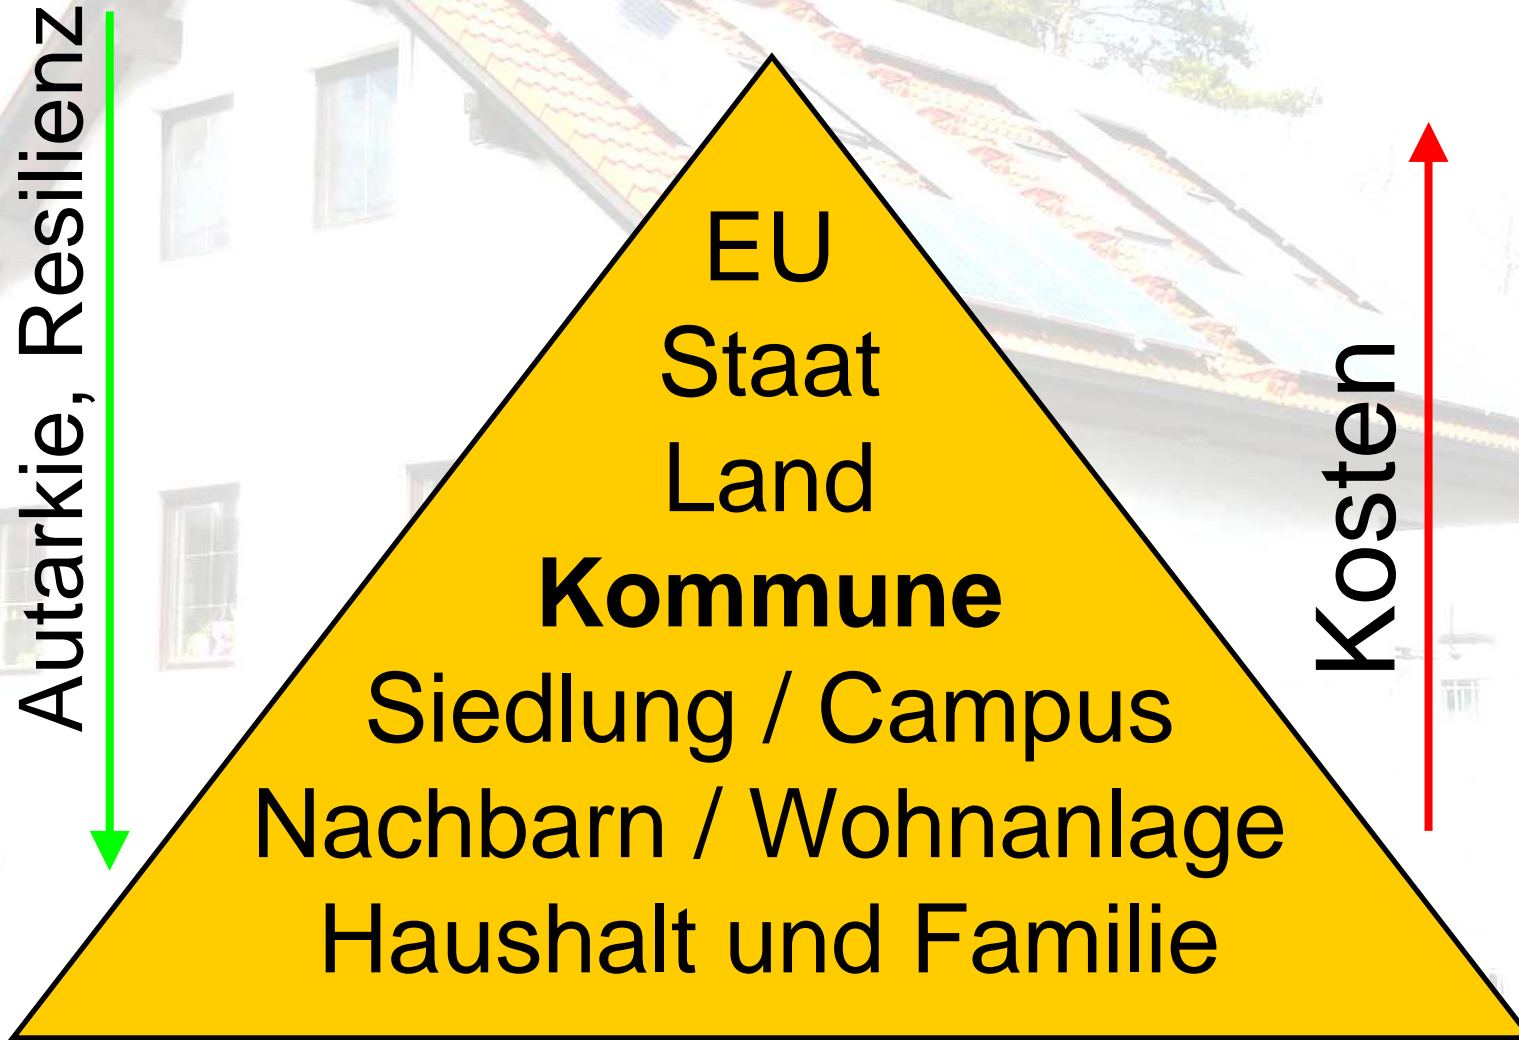 Autarkie, Resilienz
EU
Staat
Land
Kommune
Siedlung / Campus
Nachbarn / Wohnanlage
Haushalt und Familie
Kosten